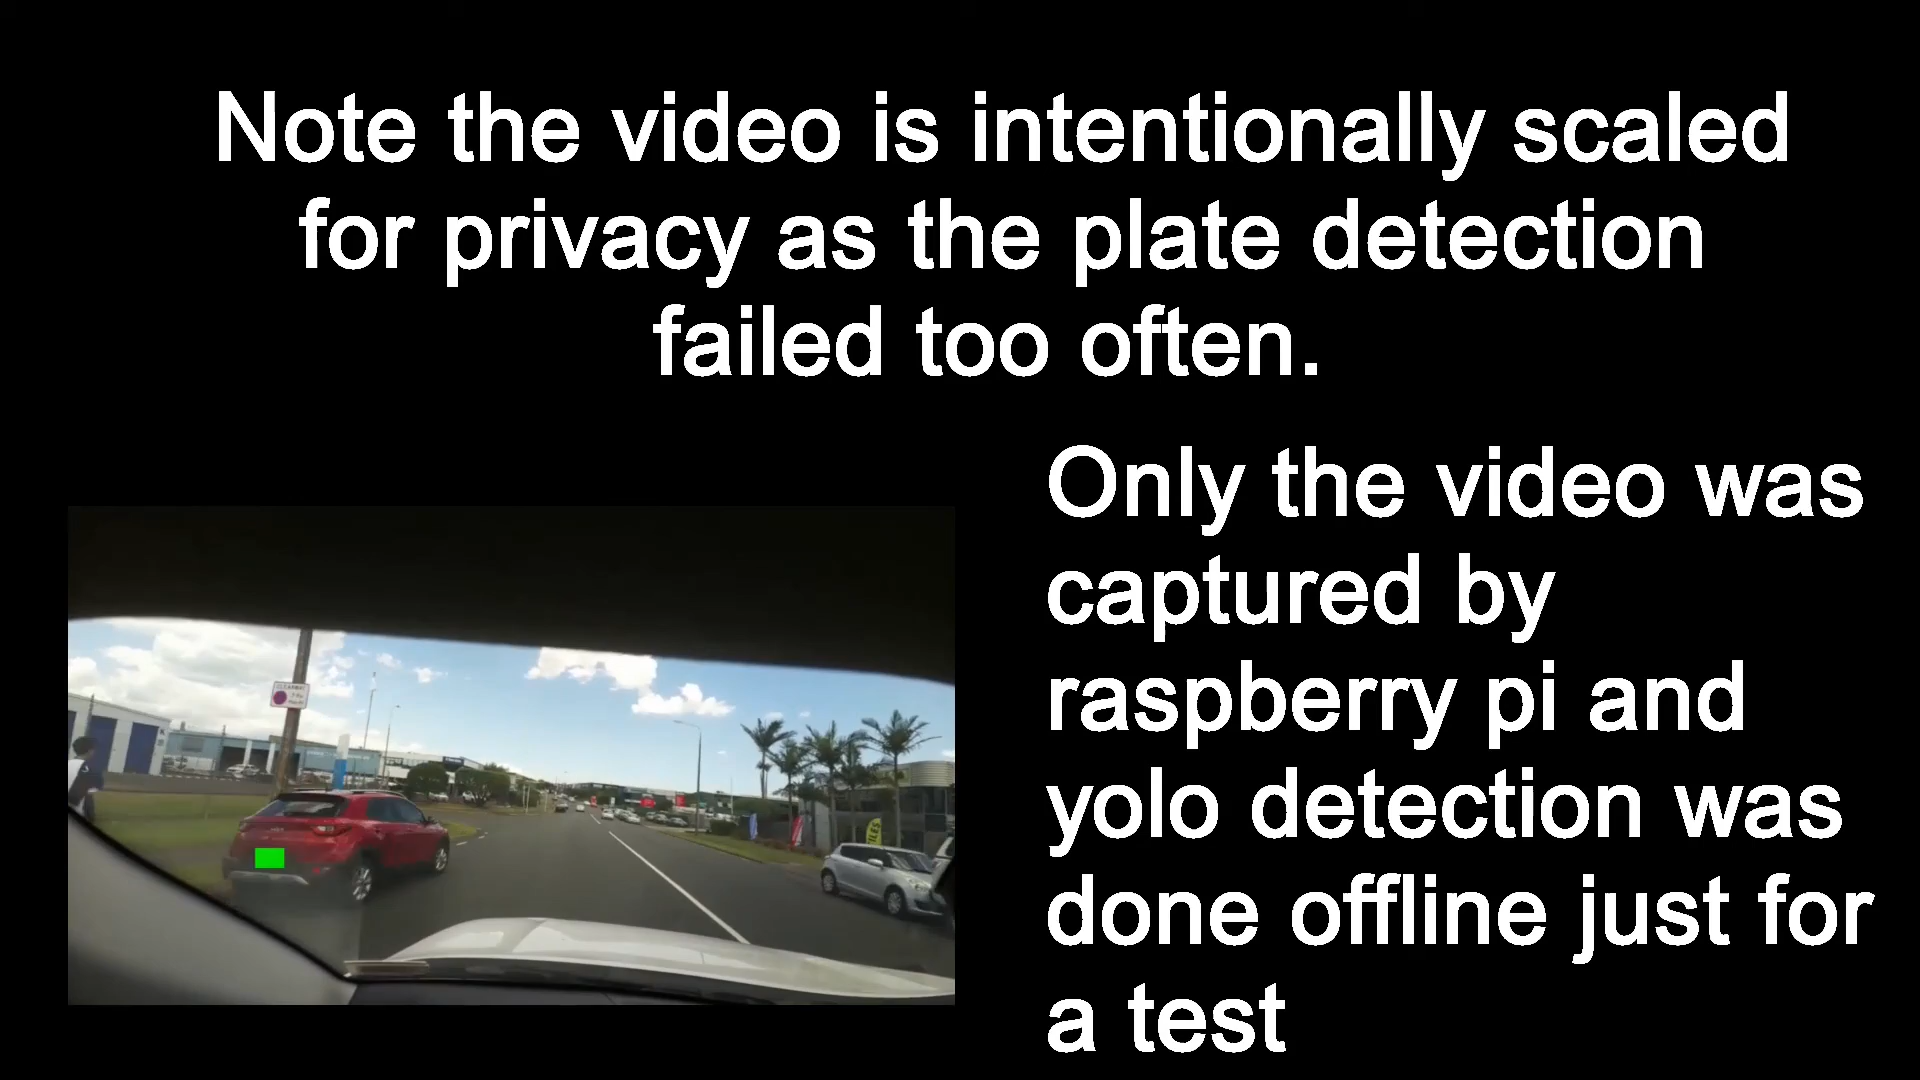 Note the video is intentionally scaled
for privacy as the plate detection
failed too often.
Only the video was
captured by
raspberry pi and
yolo detection was
done offline just for
a test
CLEARWAY